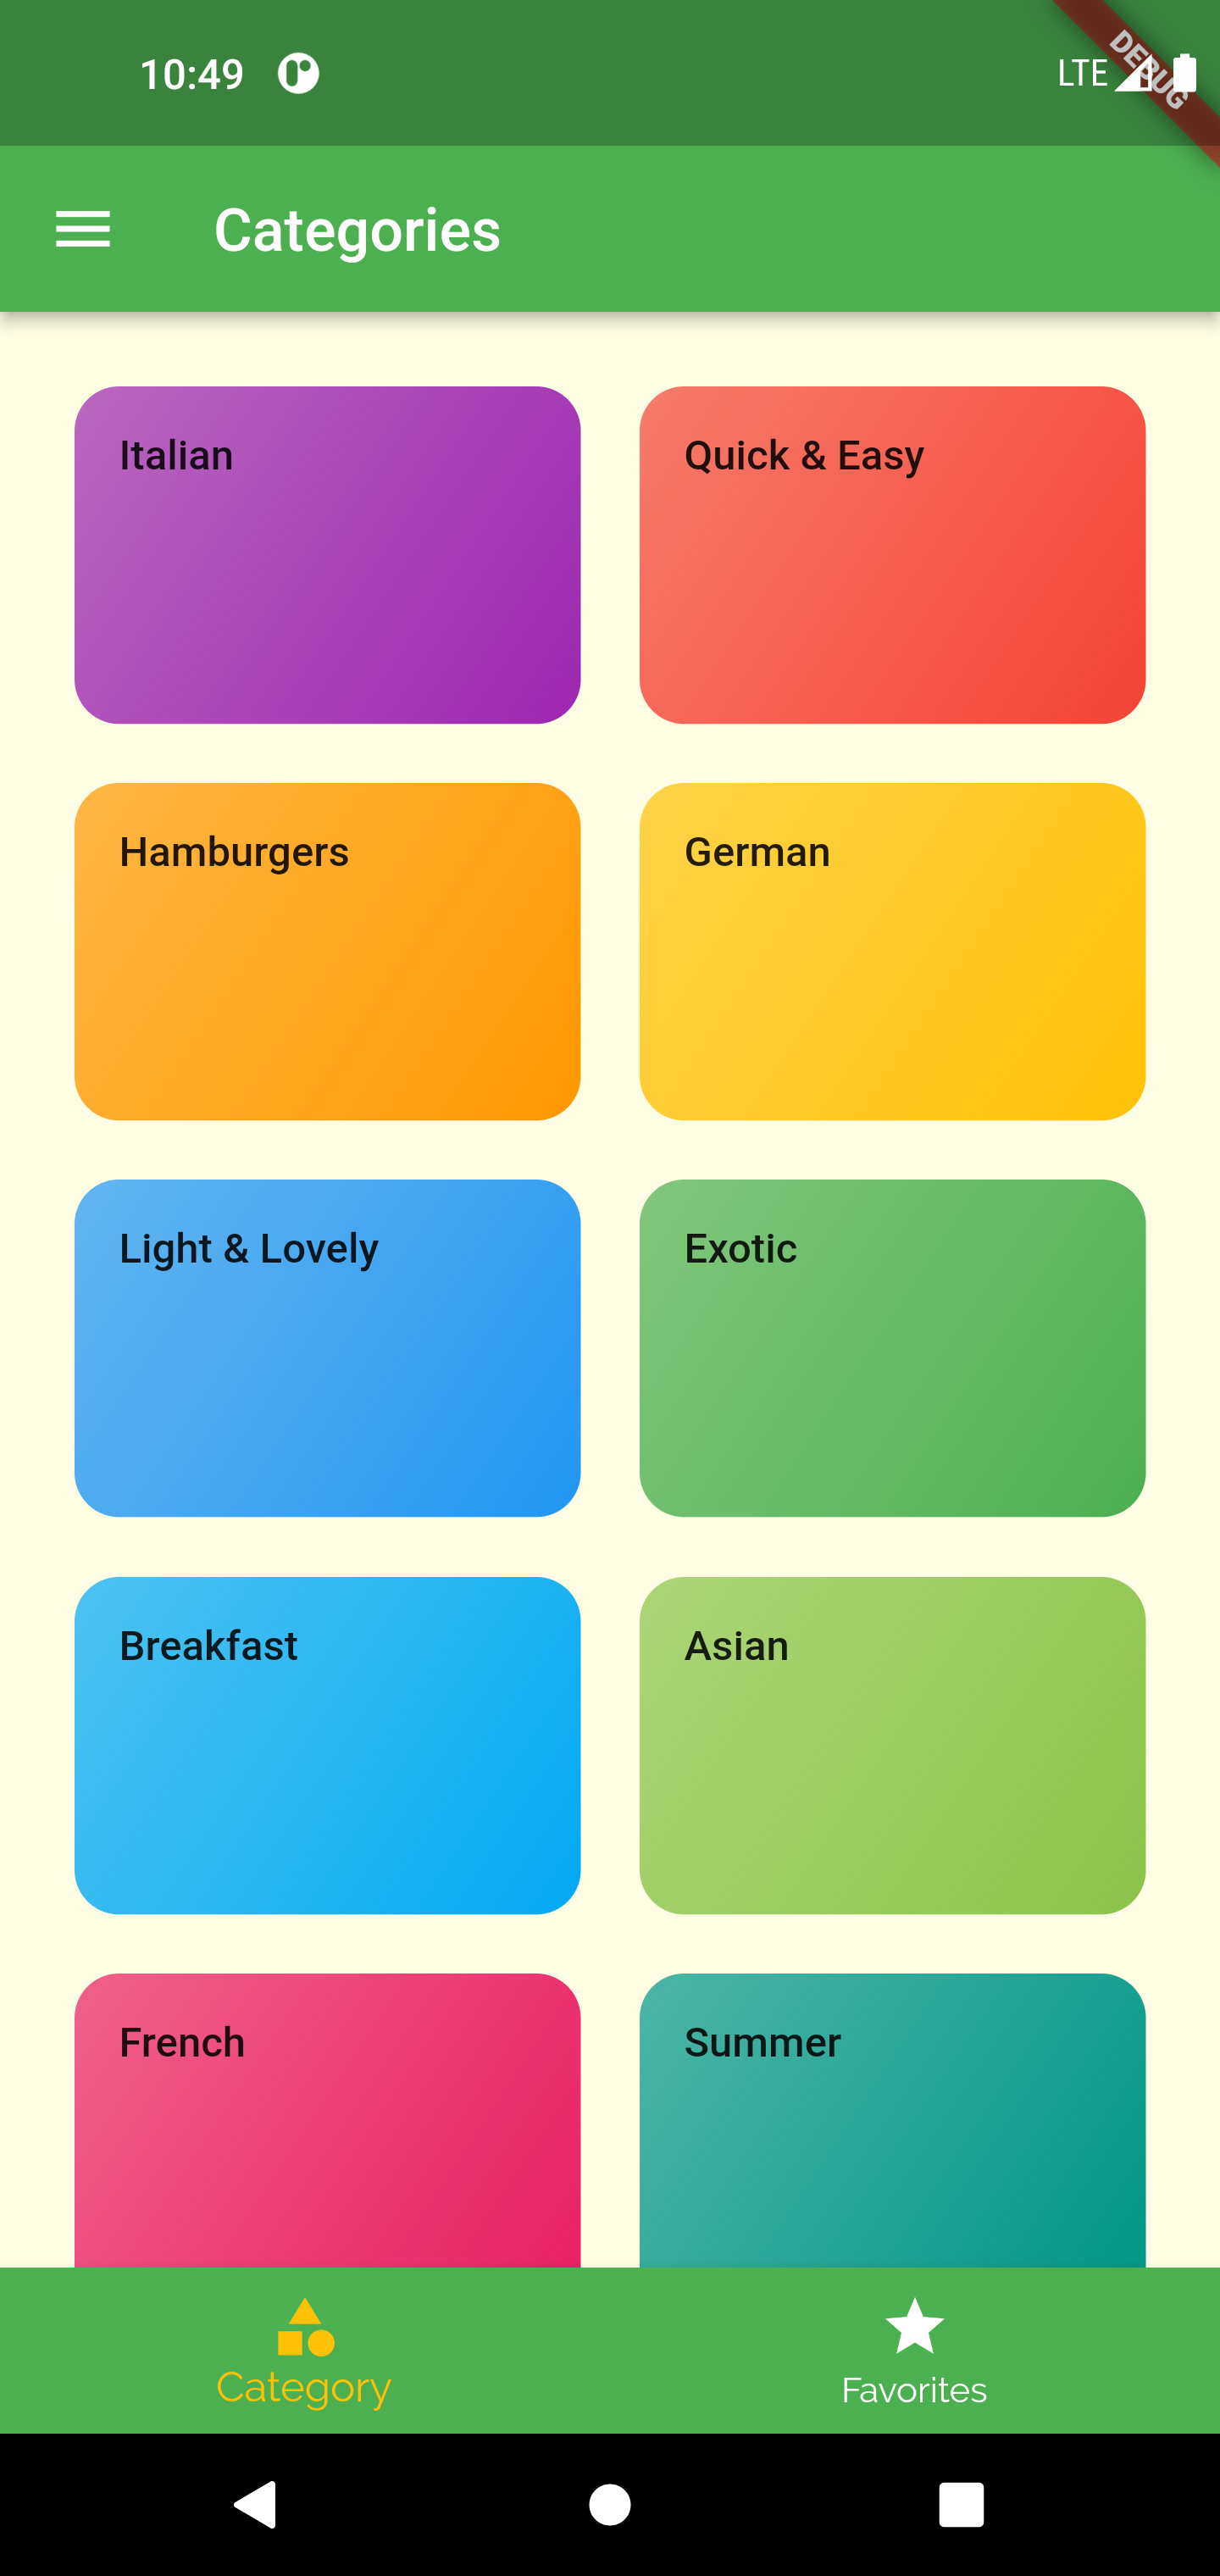 10:49
LTE
DEBUG
Categories
Italian
Quick & Easy
Hamburgers
German
Light & Lovely
Exotic
Breakfast
Asian
French
Summer
Category
Favorites